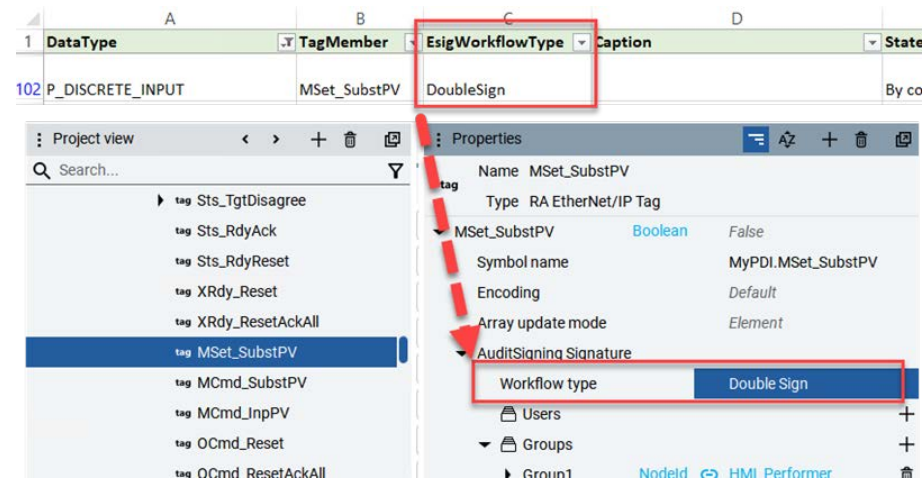 A B C D
1 DataType TagMember EsigWorkflowType Caption State
102 P_DISCRETE_INPUT MSet_SubstPV DoubleSign By co
Project view
Search...
tag Sts_TgtDisagree
tag Sts_RdyAck
tag Sts_RdyReset
tag XRdy_Reset
tag XRdy_ResetAckAll
tag MSet_SubstPV
tag MCmd_SubstPV
tag MCmd_InpPV
tag OCmd_Reset
tag OCmd_ResetAckAll
Properties
Name MSet_SubstPV
tag
Type RA EtherNet/IP Tag
MSet_SubstPV Boolean False
Symbol name MyPDI.MSet_SubstPV
Encoding Default
Array update mode Element
AuditSigning Signature
Workflow type Double Sign
Users
Groups
Group1 NodeId HMI_Performer